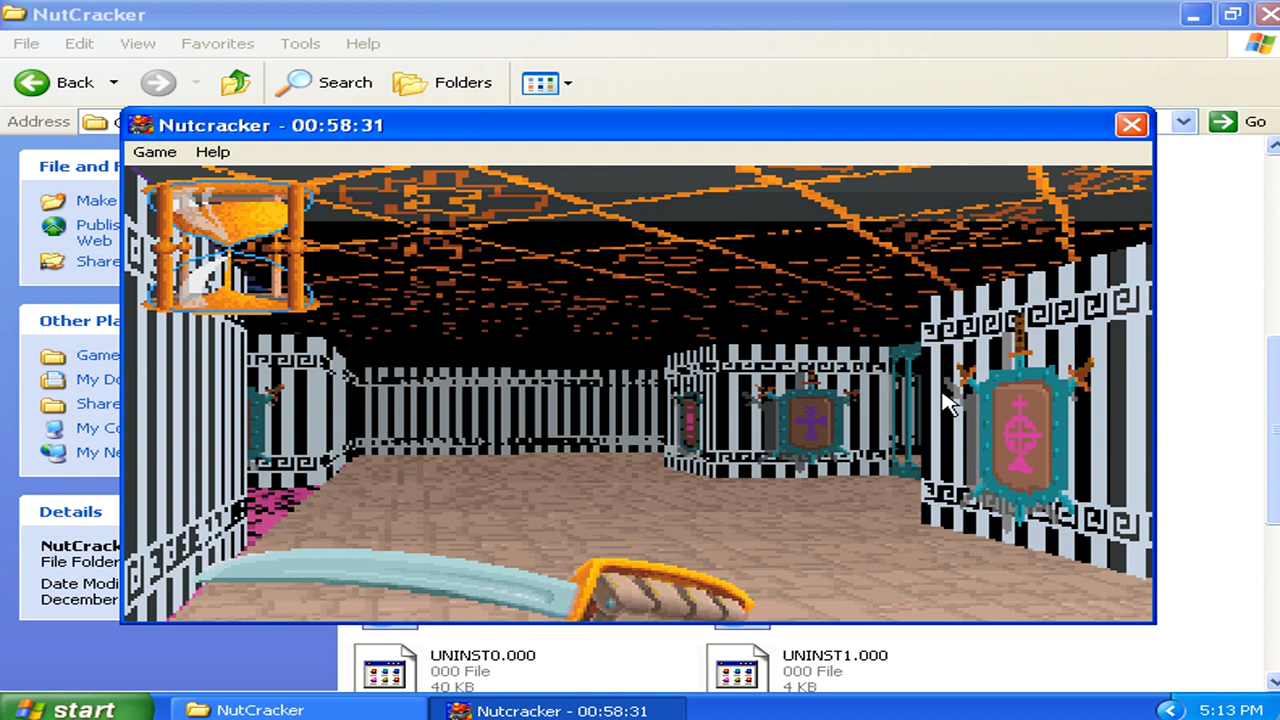 NutCracker
File Edit View Favorites Tools Help
Back Search Folders
Address Go
Nutcracker - 00:58:31
Game Help
File and
Make
Publis
Web
Share
Other Pla
Game
My Do
Share
My Co
My Ne
Details
NutCrack
File Folder
Date Modi
December
UNINST0.000
000 File
40 KB
UNINST1.000
000 File
4 KB
start NutCracker Nutcracker - 00:58:31 5:13 PM